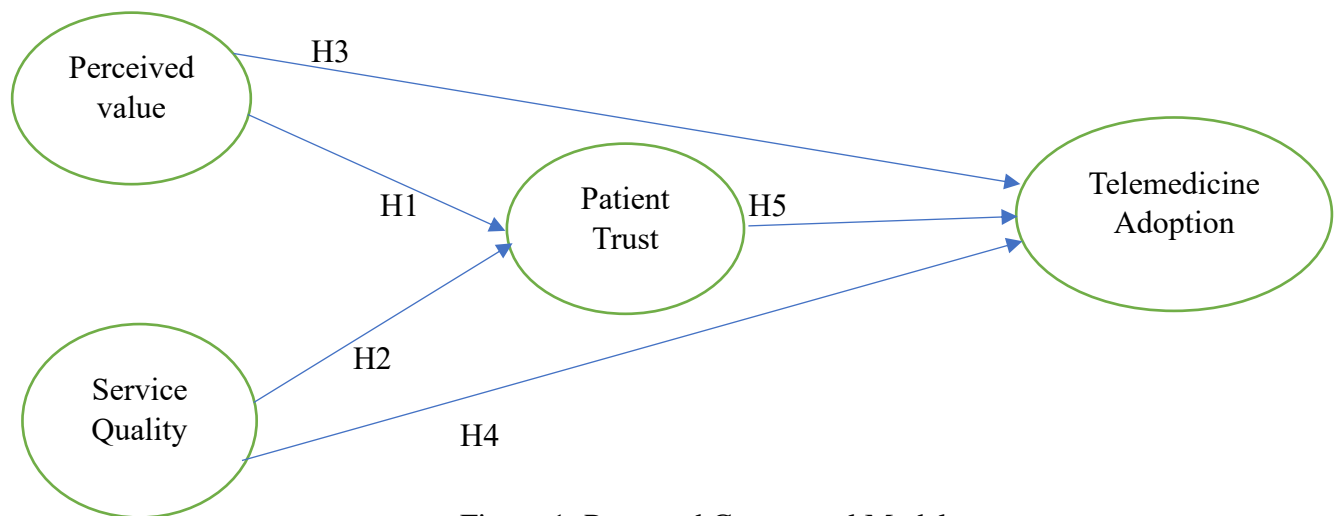 H3
Perceived
value
H1
Patient
Trust
H5
Telemedicine
Adoption
H2
Service
Quality
H4